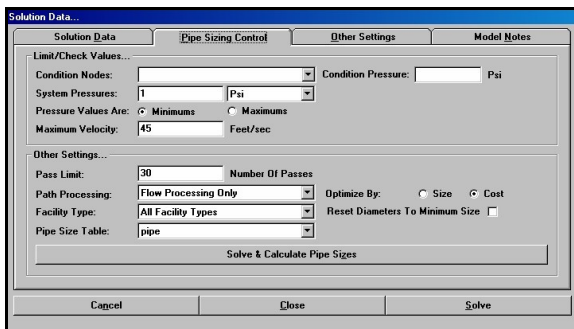 Solution Data...
Solution Data Pipe Sizing Control Other Settings Model Notes
Limit/Check Values...
Condition Nodes: Condition Pressure: Psi
System Pressures: 1 Psi
Pressure Values Are: Minimums Maximums
Maximum Velocity: 45 Feet/sec
Other Settings...
Pass Limit: 30 Number Of Passes
Path Processing: Flow Processing Only Optimize By: Size Cost
Facility Type: All Facility Types Reset Diameters To Minimum Size
Pipe Size Table: pipe
Solve & Calculate Pipe Sizes
Cancel Close Solve